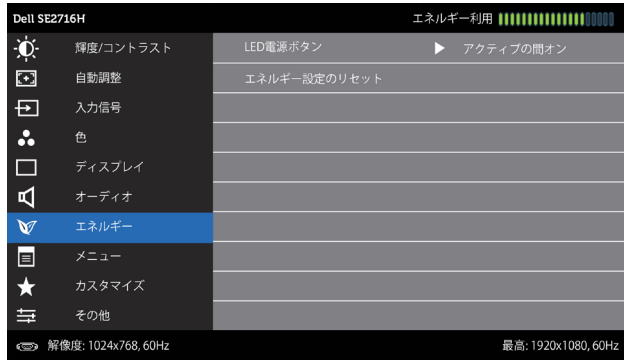 Dell SE2716H エネルギー利用
輝度/コントラスト LED電源ボタン アクティブの間オン
自動調整 エネルギー設定のリセット
入力信号
色
ディスプレイ
オーディオ
エネルギー
メニュー
カスタマイズ
その他
解像度: 1024x768, 60Hz 最高: 1920x1080, 60Hz